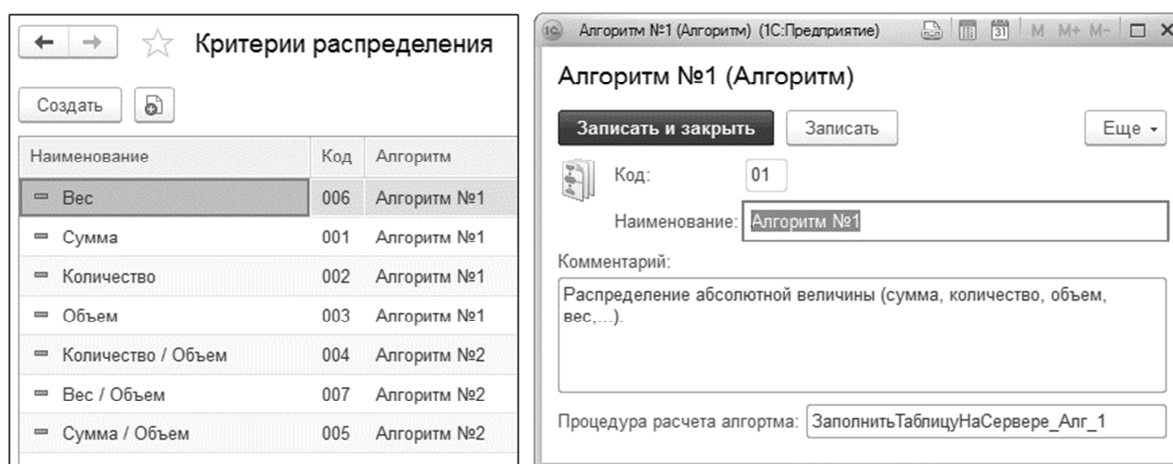 Критерии распределения
Создать
Наименование Код Алгоритм
Вес 006 Алгоритм №1
Сумма 001 Алгоритм №1
Количество 002 Алгоритм №1
Объем 003 Алгоритм №1
Количество / Объем 004 Алгоритм №2
Вес / Объем 007 Алгоритм №2
Сумма / Объем 005 Алгоритм №2
1С Алгоритм №1 (Алгоритм) (1С:Предприятие) 31 M M+ M-
Алгоритм №1 (Алгоритм)
Записать и закрыть Записать Еще
Код: 01
Наименование: Алгоритм №1
Комментарий:
Распределение абсолютной величины (сумма, количество, объем,
вес,...).
Процедура расчета алгортма: ЗаполнитьТаблицуНаСервере_Алг_1